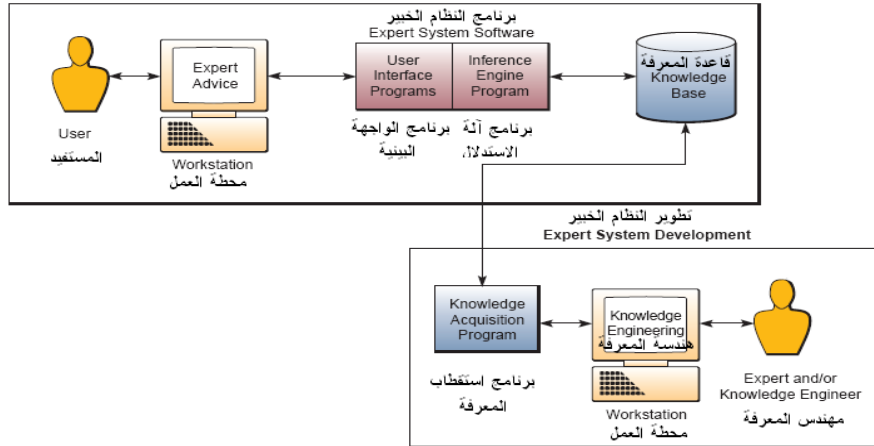 برنامج النظام الخبير
Expert System Software
Expert
Advice
User
Interface
Programs
Inference
Engine
Program
قاعدة المعرفة
Knowledge
Base
User
المستفيد
Workstation
محطة العمل
برنامج الواجهة
البينية
برنامج آلة
الاستدلال
تطوير النظام الخبير
Expert System Development
Knowledge
Acquisition
Program
Knowledge
Engineering
هندسة المعرفة
برنامج استقطاب
المعرفة
Workstation
محطة العمل
Expert and/or
Knowledge Engineer
مهندس المعرفة